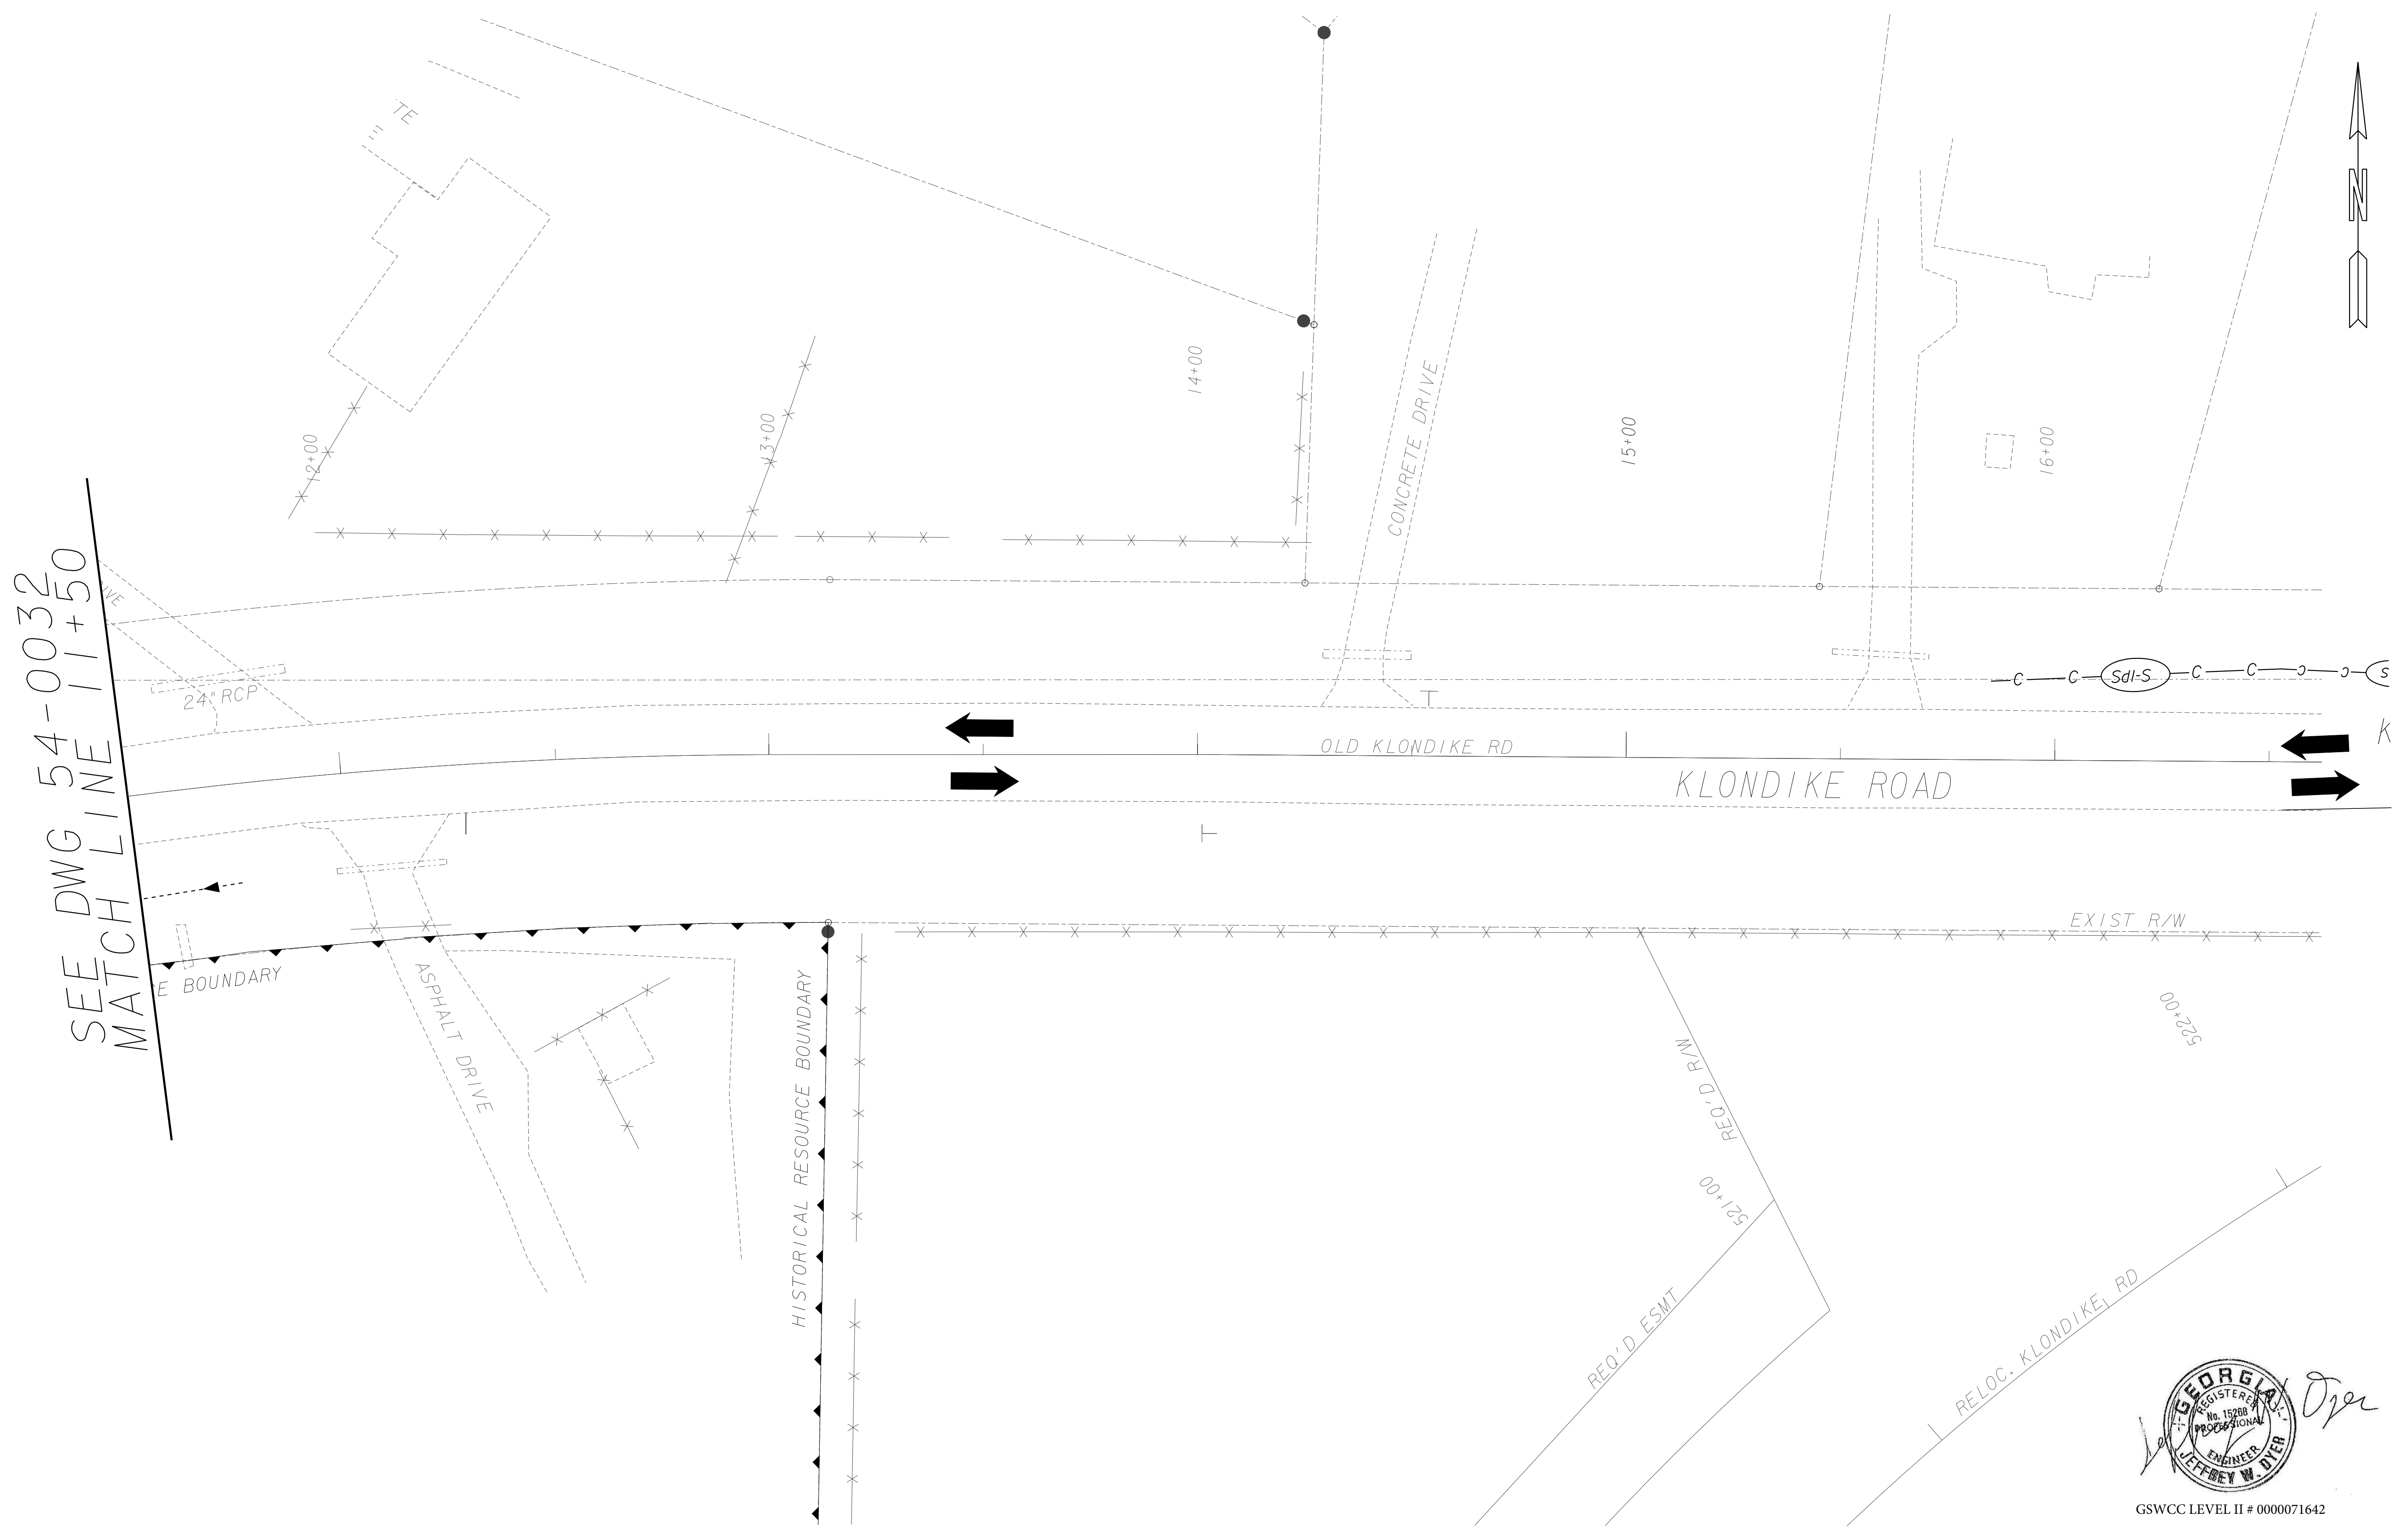 TE
14+00
CONCRETE DRIVE
15+00
16+00
12+00
13+00
N
SEE DWG 54-0032
MATCH LINE 11+50
IVE
24" RCP
C C Sd1-S C C C C S
OLD KLONDIKE RD
K
KLONDIKE ROAD
EXIST R/W
E BOUNDARY
ASPHALT DRIVE
HISTORICAL RESOURCE BOUNDARY
REQ'D R/W
522+00
521+00
REQ'D ESMT
RELOC. KLONDIKE RD
GEORGIA
REGISTERED
No. 15268
PROFESSIONAL
ENGINEER
JEFFREY W. DYER
Dyer
GSWCC LEVEL II # 0000071642